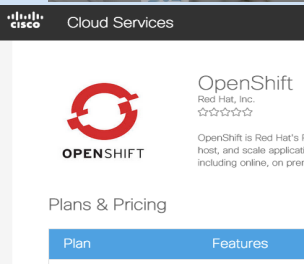 CISCO
Cloud Services
OpenShift
Red Hat, Inc.
OPENSHIFT
OpenShift is Red Hat's
host, and scale
including online, on
Plans & Pricing
Plan Features